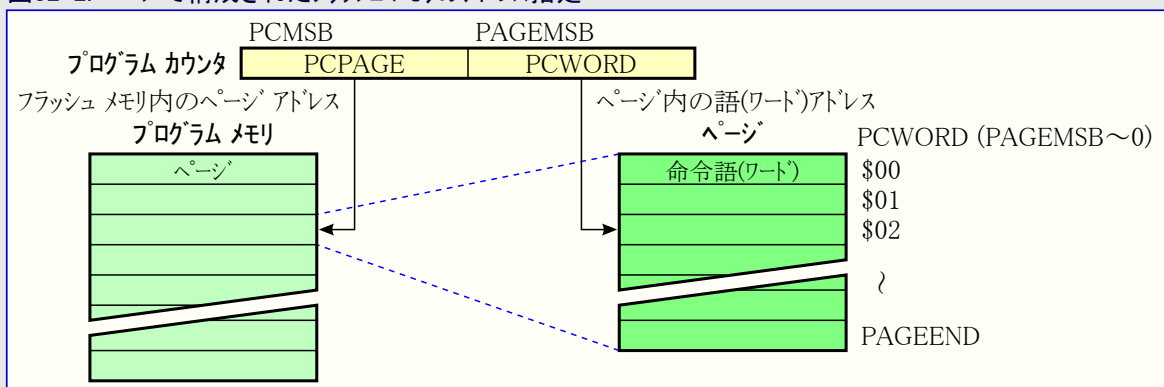 PCMSB PAGEMSB
プログラム カウンタ PCPAGE PCWORD
フラッシュ メモリ内のページ アドレス ページ内の語(ワード)アドレス
プログラム メモリ ページ PCWORD (PAGEMSB～0)
ページ 命令語(ワード) $00
$01
$02
～
PAGEEND